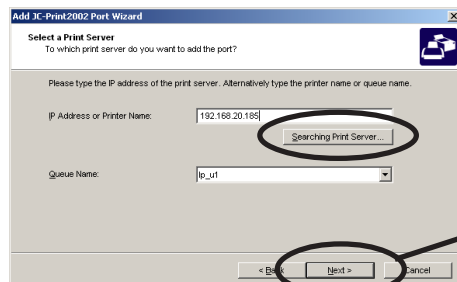 Add JC-Print2002 Port Wizard
Select a Print Server
To which print server do you want to add the port?
Please type the IP address of the print server. Alternatively type the printer name or queue name.
IP Address or Printer Name: 192.168.20.185
Searching Print Server...
Queue Name: lp_u1
< Back Next > Cancel